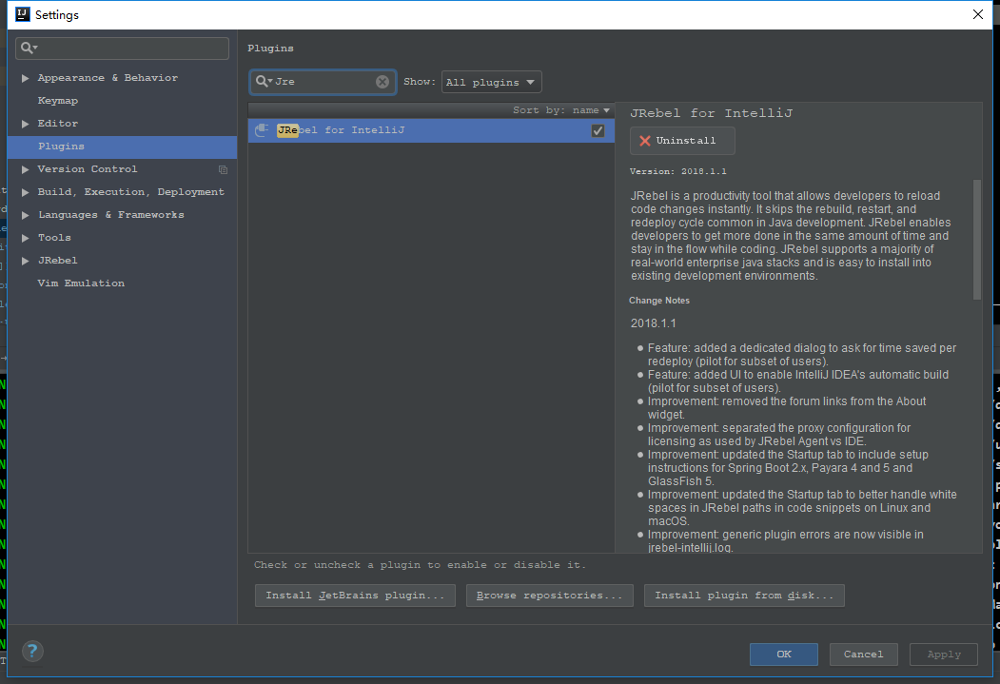 Settings
Plugins
Appearance & Behavior
Jre
Show:
All plugins
Keymap
Sort by: name
JRebel for IntelliJ
Editor
JRebel for IntelliJ
Uninstall
Plugins
Version Control
Version: 2018.1.1
Build, Execution, Deployment
JRebel is a productivity tool that allows developers to reload
code changes instantly. It skips the rebuild, restart, and
redeploy cycle common in Java development. JRebel enables
developers to get more done in the same amount of time and
stay in the flow while coding. JRebel supports a majority of
real-world enterprise java stacks and is easy to install into
existing development environments.
Languages & Frameworks
Tools
JRebel
Vim Emulation
Change Notes
2018.1.1
Feature: added a dedicated dialog to ask for time saved per
redeploy (pilot for subset of users).
Feature: added UI to enable IntelliJ IDEA's automatic build
(pilot for subset of users).
Improvement: removed the forum links from the About
widget.
Improvement: separated the proxy configuration for
licensing as used by JRebel Agent vs IDE.
Improvement: updated the Startup tab to include setup
instructions for Spring Boot 2.x, Payara 4 and 5 and
GlassFish 5.
Improvement: updated the Startup tab to better handle white
spaces in JRebel paths in code snippets on Linux and
macOS.
Improvement: generic plugin errors are now visible in
jrebel-intellij.log.
Check or uncheck a plugin to enable or disable it.
Install JetBrains plugin...
Browse repositories...
Install plugin from disk...
?
OK
Cancel
Apply